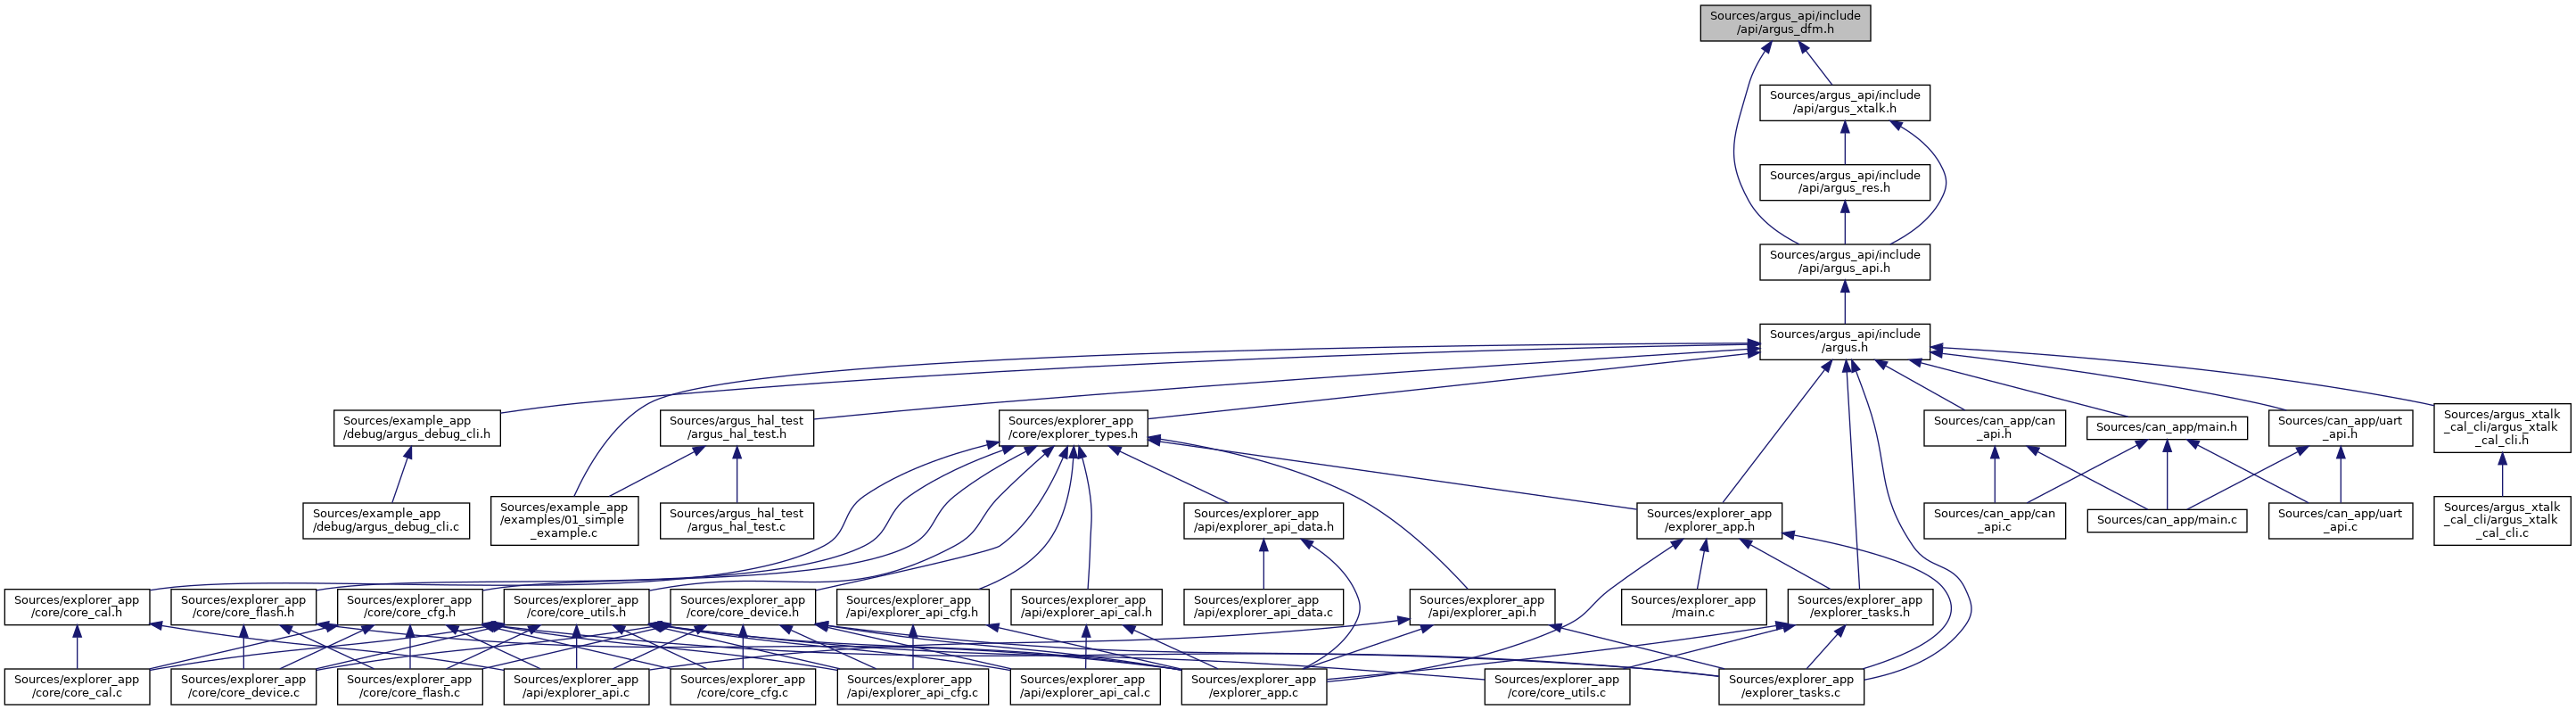 Sources/argus_api/include
/api/argus_dfm.h
Sources/argus_api/include
/api/argus_xtalk.h
Sources/argus_api/include
/api/argus_res.h
Sources/argus_api/include
/api/argus_api.h
Sources/argus_api/include
/argus.h
Sources/example_app
/debug/argus_debug_cli.h
Sources/argus_hal_test
/argus_hal_test.h
Sources/explorer_app
/core/explorer_types.h
Sources/can_app/can
_api.h
Sources/can_app/main.h
Sources/can_app/uart
_api.h
Sources/argus_xtalk
_cal_cli/argus_xtalk
_cal_cli.h
Sources/example_app
/debug/argus_debug_cli.c
Sources/example_app
/examples/01_simple
_example.c
Sources/argus_hal_test
/argus_hal_test.c
Sources/explorer_app
/api/explorer_api_data.h
Sources/explorer_app
/explorer_app.h
Sources/can_app/can
_api.c
Sources/can_app/main.c
Sources/can_app/uart
_api.c
Sources/argus_xtalk
_cal_cli/argus_xtalk
_cal_cli.c
Sources/explorer_app
/core/core_cal.h
Sources/explorer_app
/core/core_flash.h
Sources/explorer_app
/core/core_cfg.h
Sources/explorer_app
/core/core_utils.h
Sources/explorer_app
/core/core_device.h
Sources/explorer_app
/api/explorer_api_cfg.h
Sources/explorer_app
/api/explorer_api_cal.h
Sources/explorer_app
/api/explorer_api_data.c
Sources/explorer_app
/api/explorer_api.h
Sources/explorer_app
/main.c
Sources/explorer_app
/explorer_tasks.h
Sources/explorer_app
/core/core_cal.c
Sources/explorer_app
/core/core_device.c
Sources/explorer_app
/core/core_flash.c
Sources/explorer_app
/api/explorer_api.c
Sources/explorer_app
/core/core_cfg.c
Sources/explorer_app
/api/explorer_api_cfg.c
Sources/explorer_app
/api/explorer_api_cal.c
Sources/explorer_app
/explorer_app.c
Sources/explorer_app
/core/core_utils.c
Sources/explorer_app
/explorer_tasks.c